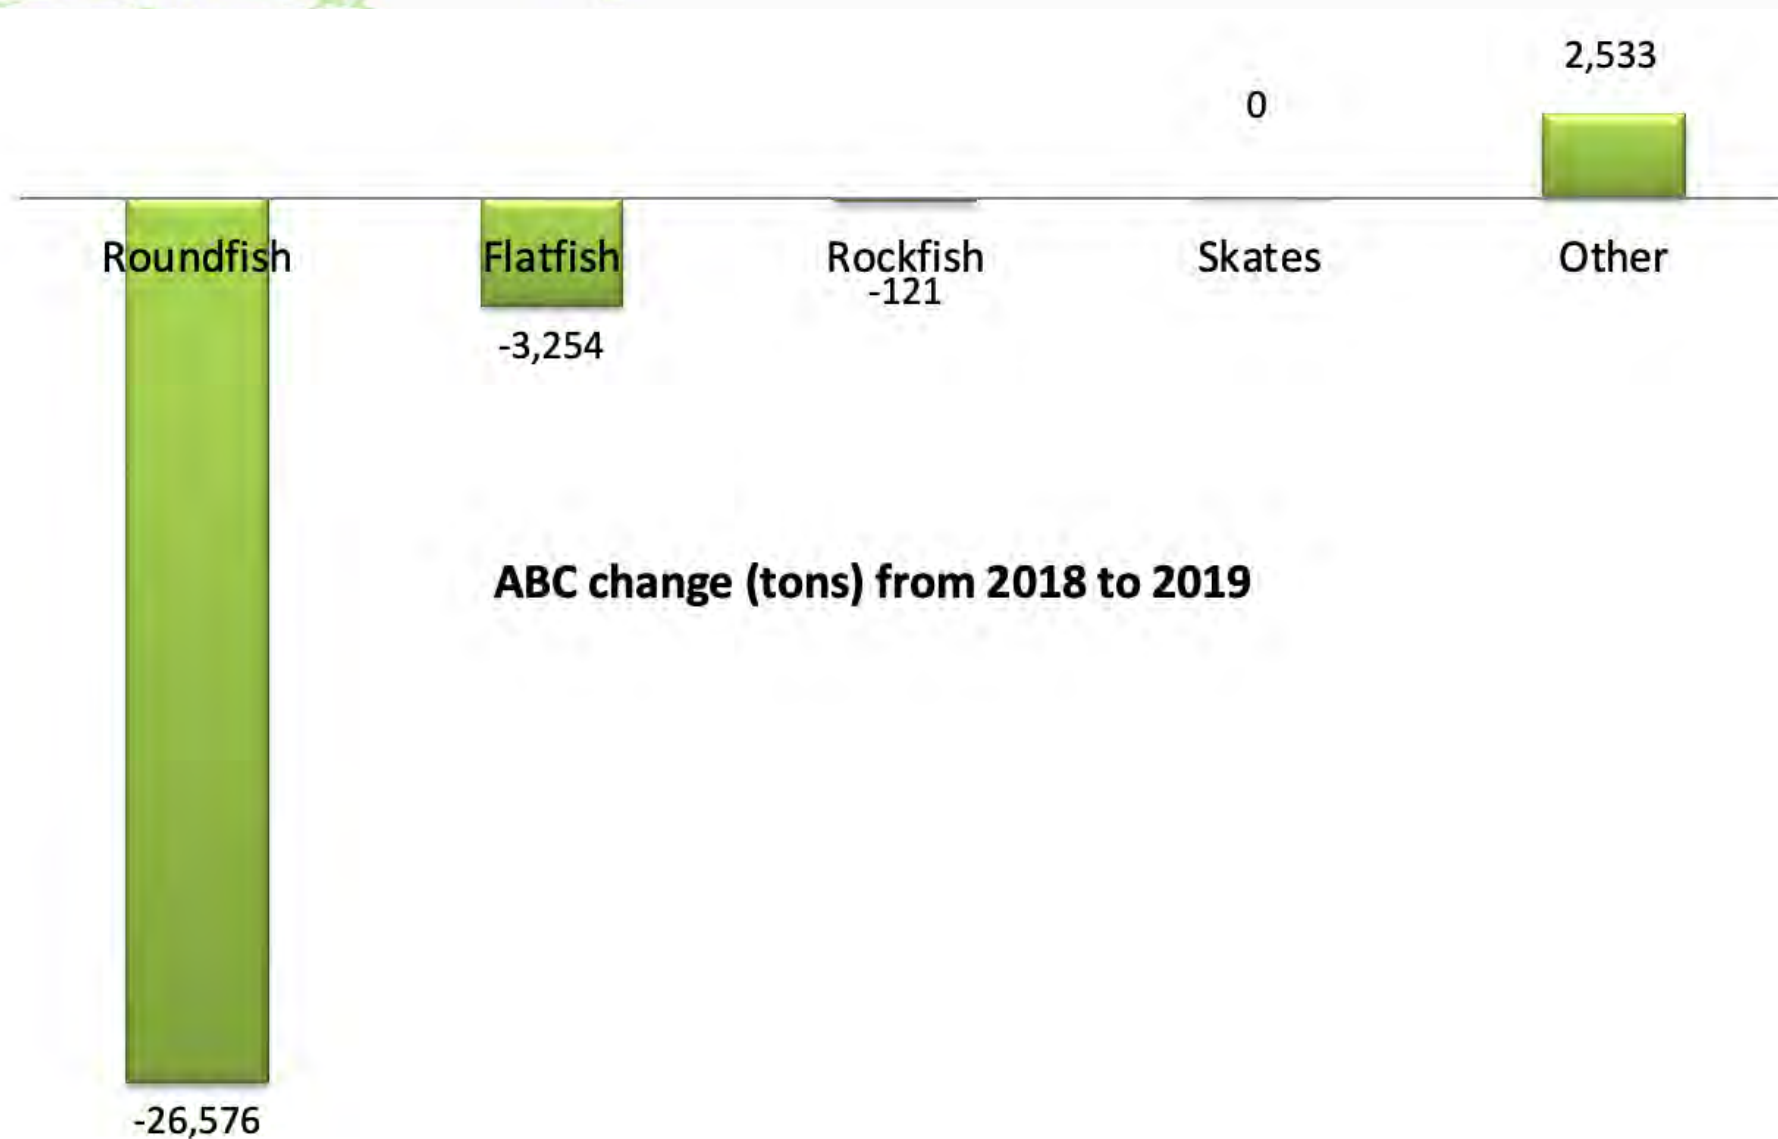 2,533
0
Roundfish
Flatfish
Rockfish
Skates
Other
-121
-3,254
ABC change (tons) from 2018 to 2019
-26,576